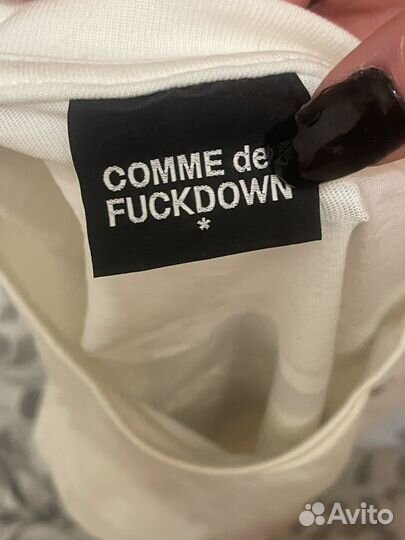 COMME des
FUCKDOWN
*
Avito